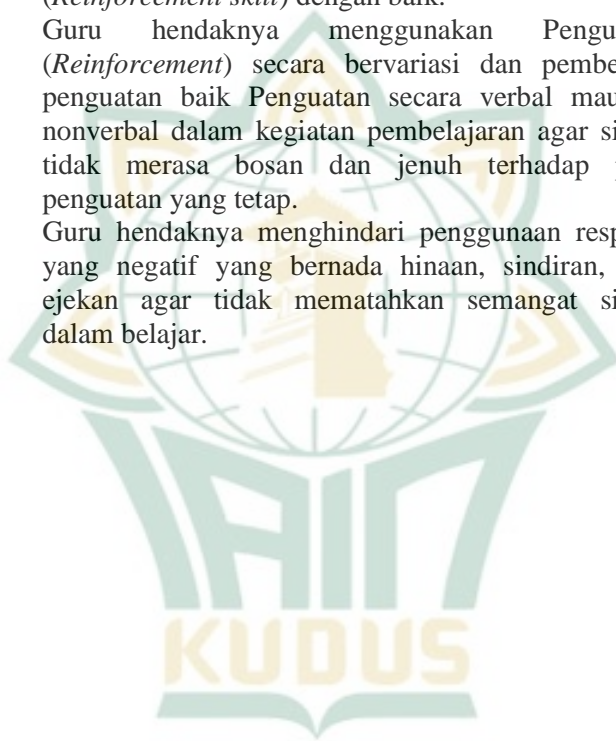 (Reinforcement skill) dengan baik.
Guru hendaknya menggunakan Pengu
(Reinforcement) secara bervariasi dan pembe
penguatan baik Penguatan secara verbal mau
nonverbal dalam kegiatan pembelajaran agar si
tidak merasa bosan dan jenuh terhadap
penguatan yang tetap.
Guru hendaknya menghindari penggunaan resp
yang negatif yang bernada hinaan, sindiran,
ejekan agar tidak mematahkan semangat si
dalam belajar.
IAIN
KUDUS